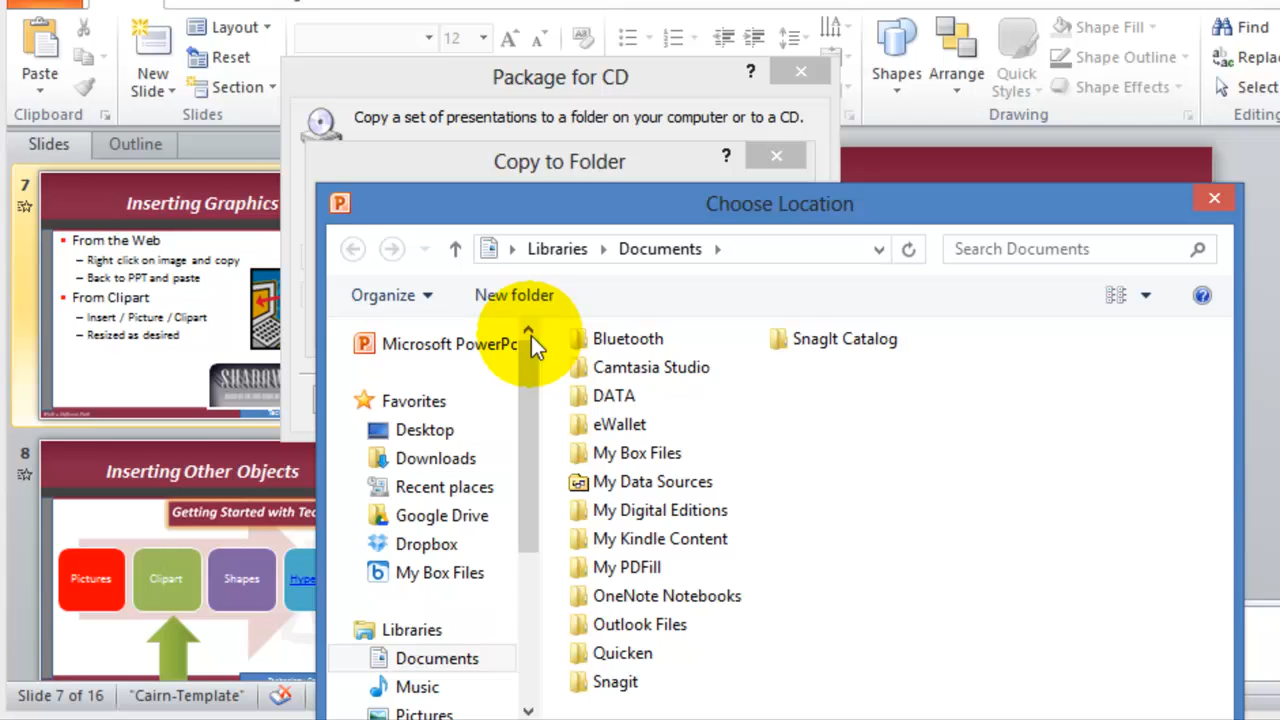 Layout
12
Shape Fill
Find
Reset
Shape Outline
Replac
Paste
New
Slide
Section
Shapes
Arrange
Quick
Styles
Shape Effects
Select
Clipboard
Slides
Drawing
Editing
Package for CD
?
Copy a set of presentations to a folder on your computer or to a CD.
Slides
Outline
Copy to Folder
?
7
Inserting Graphics
From the Web
– Right click on image and copy
– Back to PPT and paste
From Clipart
– Insert / Picture / Clipart
– Resized as desired
SHADOW
8
Inserting Other Objects
Getting Started with Tec
Pictures
Clipart
Shapes
Hype
Choose Location
Libraries
Documents
Search Documents
Organize
New folder
Microsoft PowerPo
Favorites
Desktop
Downloads
Recent places
Google Drive
Dropbox
My Box Files
Libraries
Documents
Music
Pictures
Bluetooth
Camtasia Studio
DATA
eWallet
My Box Files
My Data Sources
My Digital Editions
My Kindle Content
My PDFill
OneNote Notebooks
Outlook Files
Quicken
Snagit
SnagIt Catalog
Slide 7 of 16
"Cairn-Template"